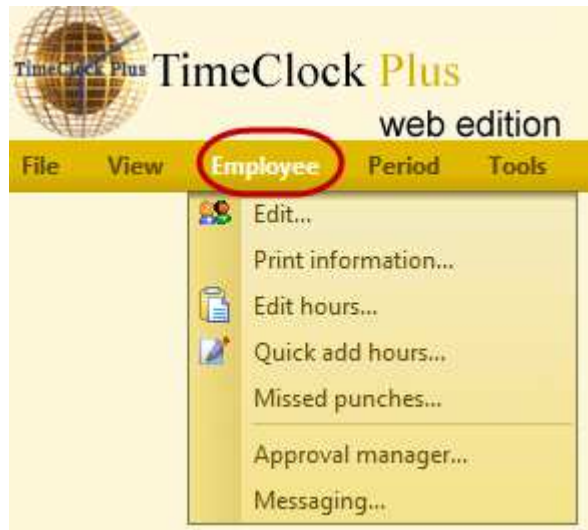 TimeClock Plus TimeClock Plus
web edition
File View Employee Period Tools
Edit...
Print information...
Edit hours...
Quick add hours...
Missed punches...
Approval manager...
Messaging...